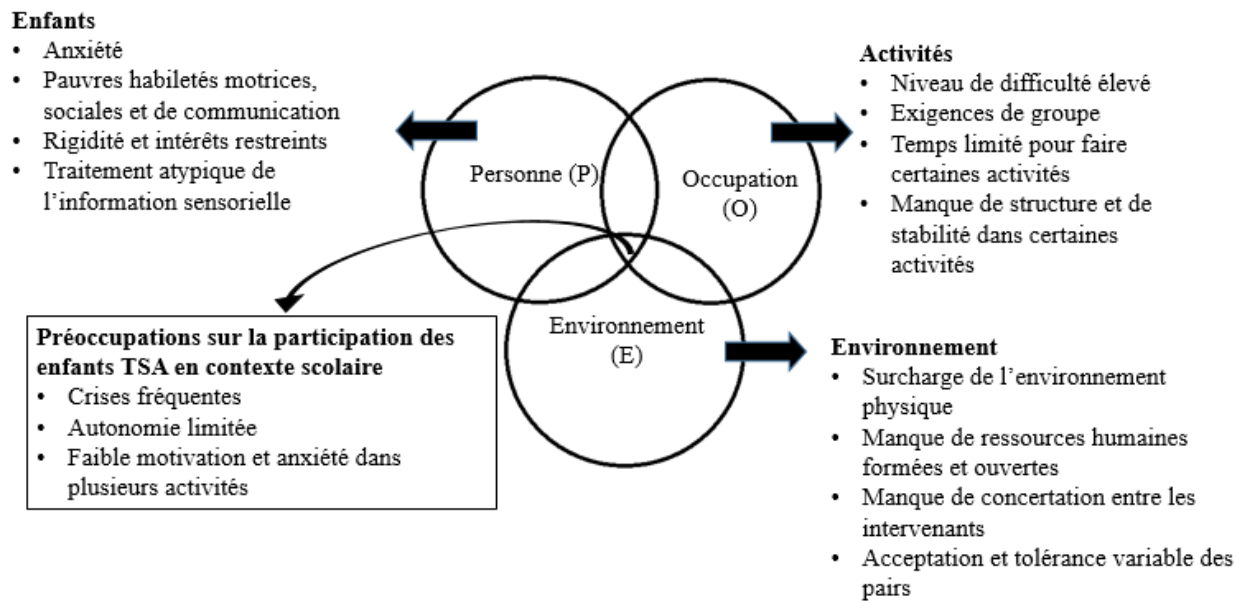 Enfants
• Anxiété
• Pauvres habiletés motrices,
sociales et de communication
• Rigidité et intérêts restreints
• Traitement atypique de
l’information sensorielle
Personne (P)
Occupation
(O)
Environnement
(E)
Activités
• Niveau de difficulté élevé
• Exigences de groupe
• Temps limité pour faire
certaines activités
• Manque de structure et de
stabilité dans certaines
activités
Préoccupations sur la participation des
enfants TSA en contexte scolaire
• Crises fréquentes
• Autonomie limitée
• Faible motivation et anxiété dans
plusieurs activités
Environnement
• Surcharge de l’environnement
physique
• Manque de ressources humaines
formées et ouvertes
• Manque de concertation entre les
intervenants
• Acceptation et tolérance variable des
pairs